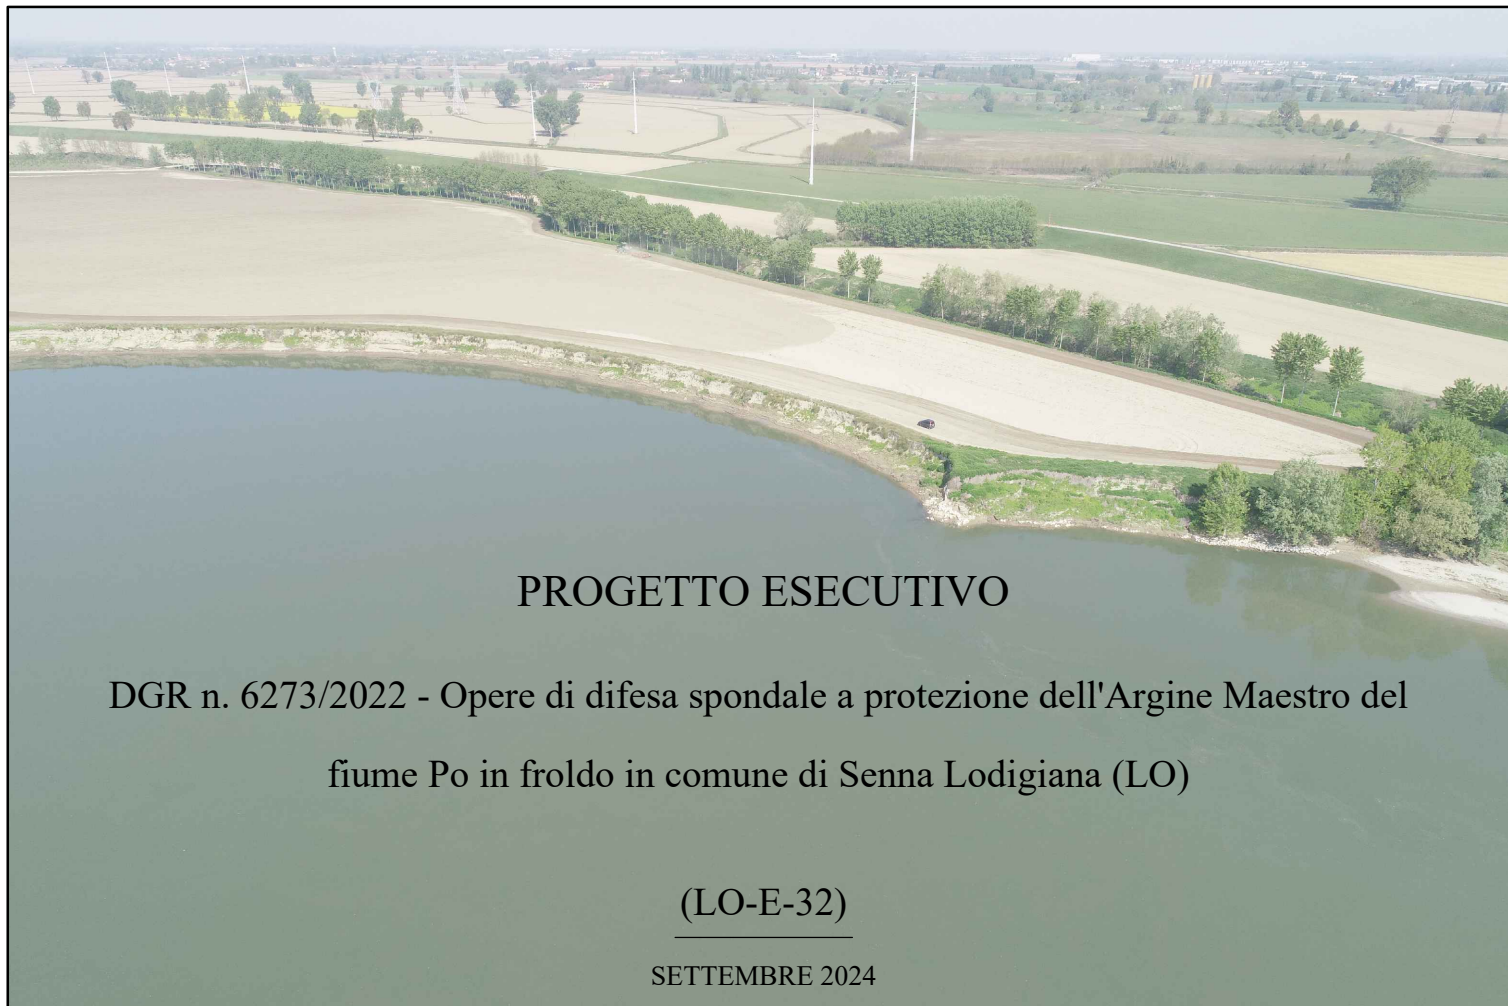 PROGETTO ESECUTIVO
DGR n. 6273/2022 - Opere di difesa spondale a protezione dell'Argine Maestro del
fiume Po in froldo in comune di Senna Lodigiana (LO)
(LO-E-32)
SETTEMBRE 2024